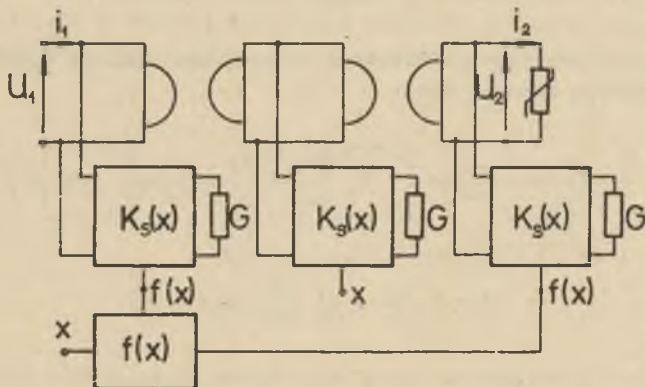 i₁
i₂
U₁
U₂
Kₛ(x)
G
Kₛ(x)
G
Kₛ(x)
G
f(x)
x
f(x)
x
f(x)